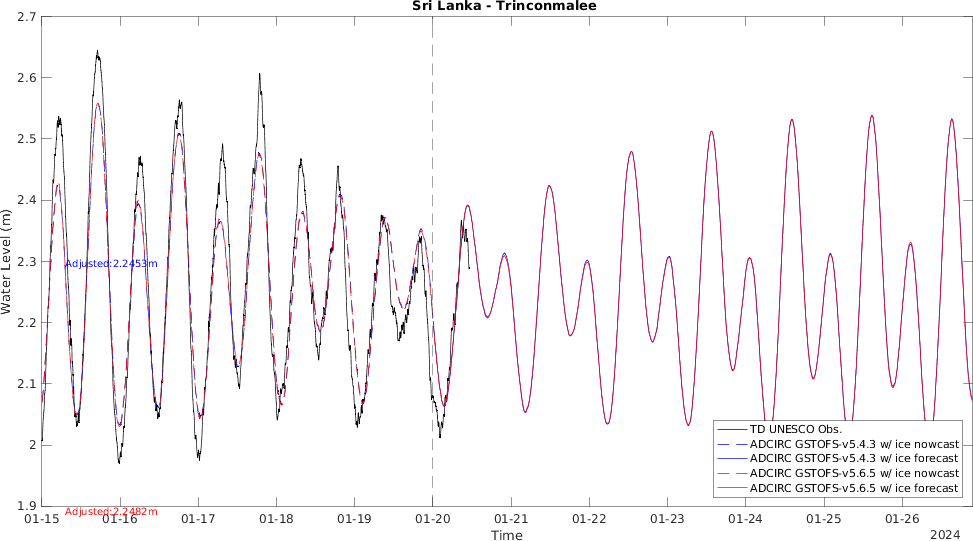 Sri Lanka - Trinconmalee
2.7
2.6
2.5
2.4
2.3
2.2
2.1
2
1.9
Water Level (m)
Adjusted:2.2453m
Adjusted:2.2482m
TD UNESCO Obs.
ADCIRC GSTOFS-v5.4.3 w/ ice nowcast
ADCIRC GSTOFS-v5.4.3 w/ ice forecast
ADCIRC GSTOFS-v5.6.5 w/ ice nowcast
ADCIRC GSTOFS-v5.6.5 w/ ice forecast
01-15 01-16 01-17 01-18 01-19 01-20 01-21 01-22 01-23 01-24 01-25 01-26
Time
2024